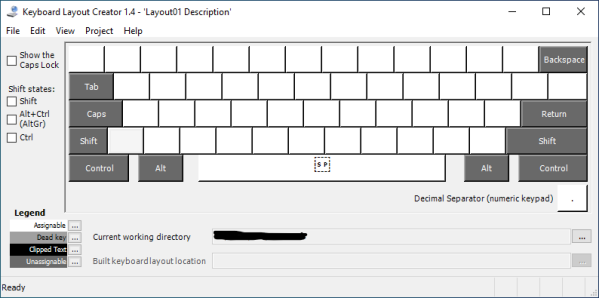 Keyboard Layout Creator 1.4 - 'Layout01 Description'
File Edit View Project Help
Show the
Caps Lock
Shift states:
Shift
Alt+Ctrl
(AltGr)
Ctrl
Backspace
Tab
Caps
Return
Shift
Shift
Control
Alt
SP
Alt
Control
Decimal Separator (numeric keypad)
.
Legend
Assignable ...
Dead key ...
Clipped Text ...
Unassignable ...
Current working directory
...
Built keyboard layout location
...
Ready